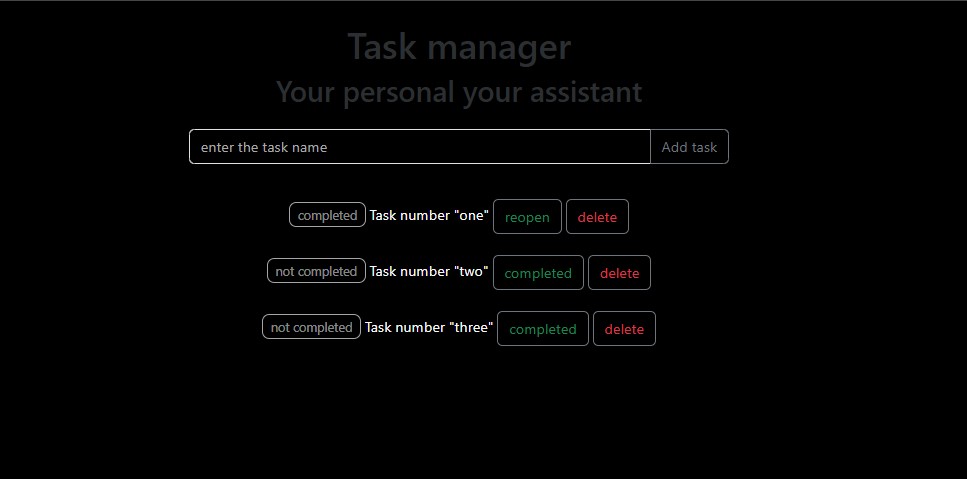 Task manager
Your personal your assistant
enter the task name Add task
completed Task number "one" reopen delete
not completed Task number "two" completed delete
not completed Task number "three" completed delete